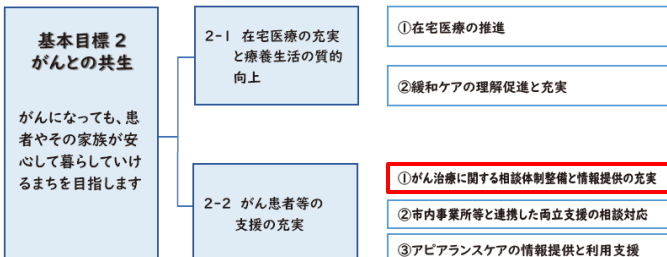 基本目標2
がんとの共生
がんになっても、患
者やその家族が安
心して暮らしていけ
るまちを目指します
2-1 在宅医療の充実
と療養生活の質的
向上
①在宅医療の推進
②緩和ケアの理解促進と充実
2-2 がん患者等の
支援の充実
①がん治療に関する相談体制整備と情報提供の充実
②市内事業所等と連携した両立支援の相談対応
③アピアランスケアの情報提供と利用支援